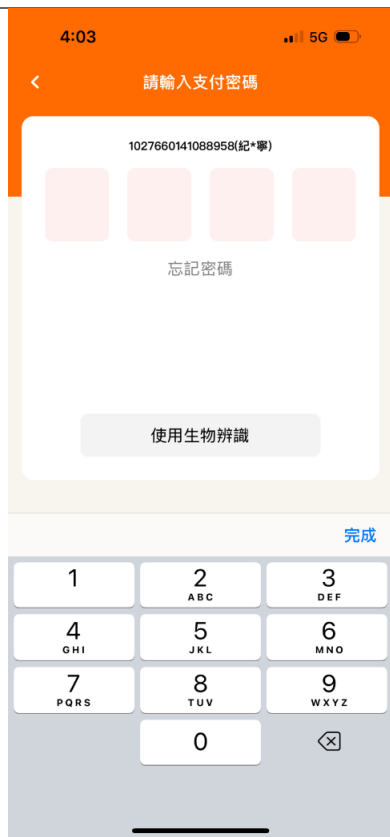 4:03 5G
請輸入支付密碼
1027660141088958(紀*寧)
忘記密碼
使用生物辨識
完成
1 2 3
ABC DEF
4 5 6
GHI JKL MNO
7 8 9
PQRS TUV WXYZ
0